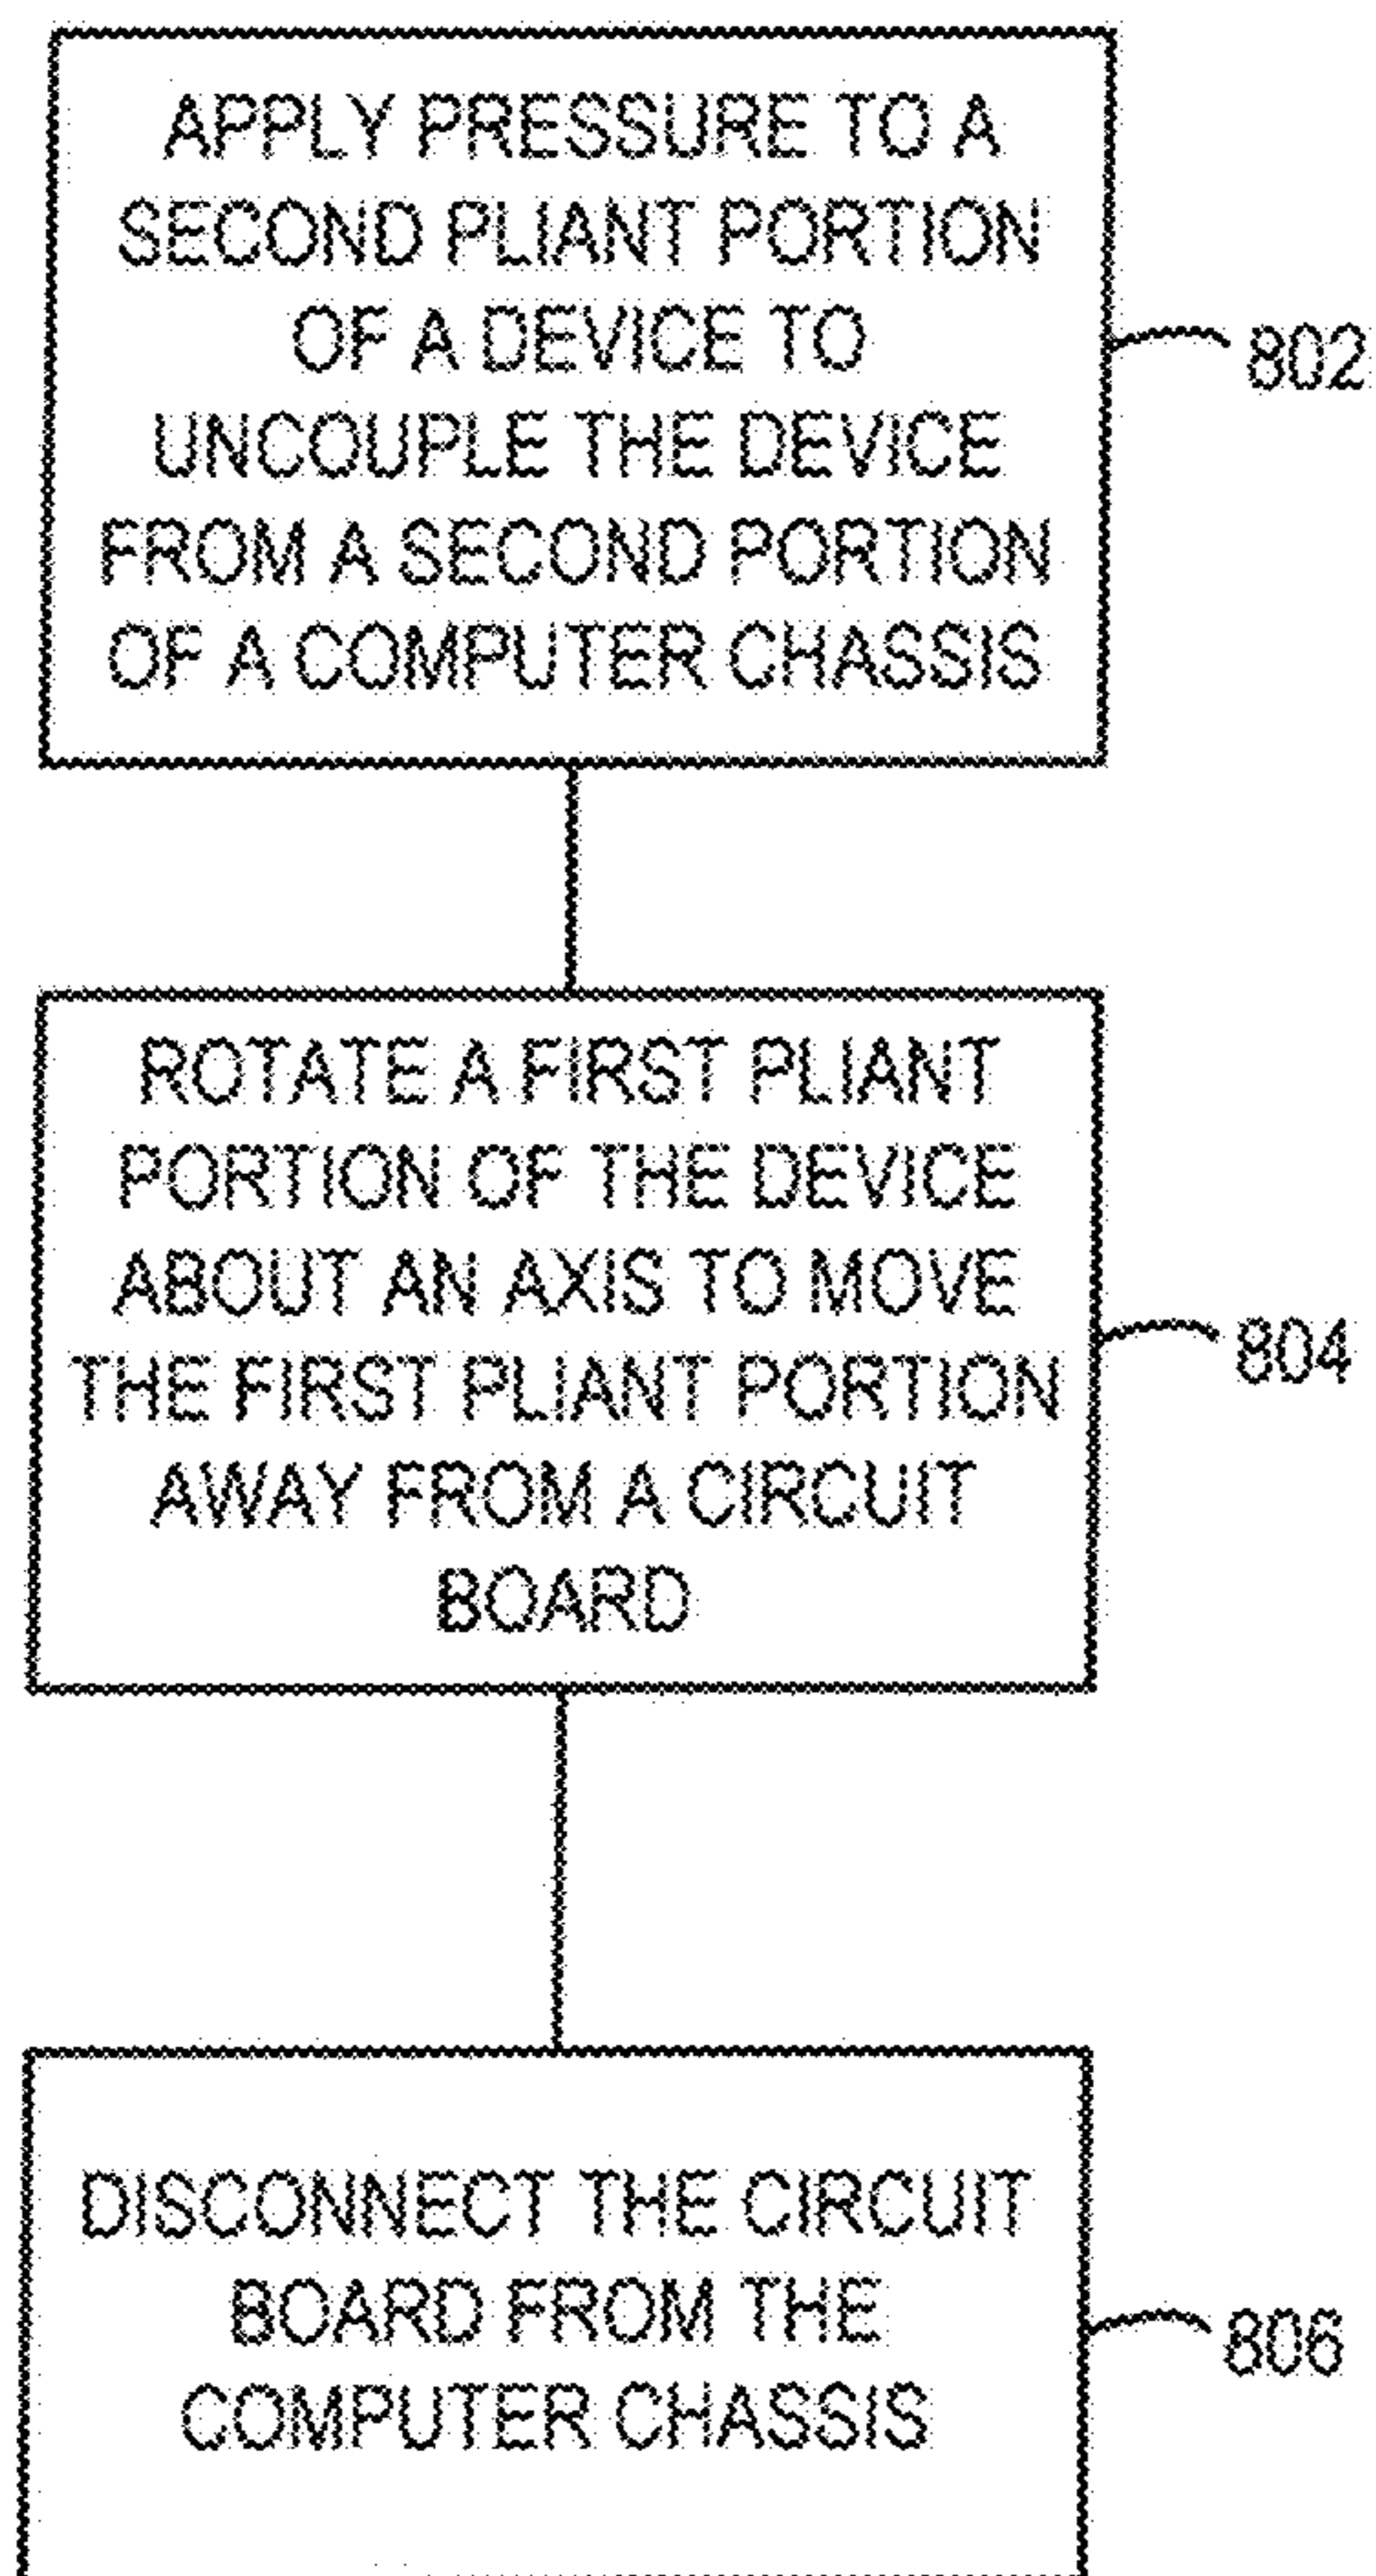 APPLY PRESSURE TO A
SECOND PLIANT PORTION
OF A DEVICE TO
UNCOUPLE THE DEVICE
FROM A SECOND PORTION
OF A COMPUTER CHASSIS
802
ROTATE A FIRST PLIANT
PORTION OF THE DEVICE
ABOUT AN AXIS TO MOVE
THE FIRST PLIANT PORTION
AWAY FROM A CIRCUIT
BOARD
804
DISCONNECT THE CIRCUIT
BOARD FROM THE
COMPUTER CHASSIS
806